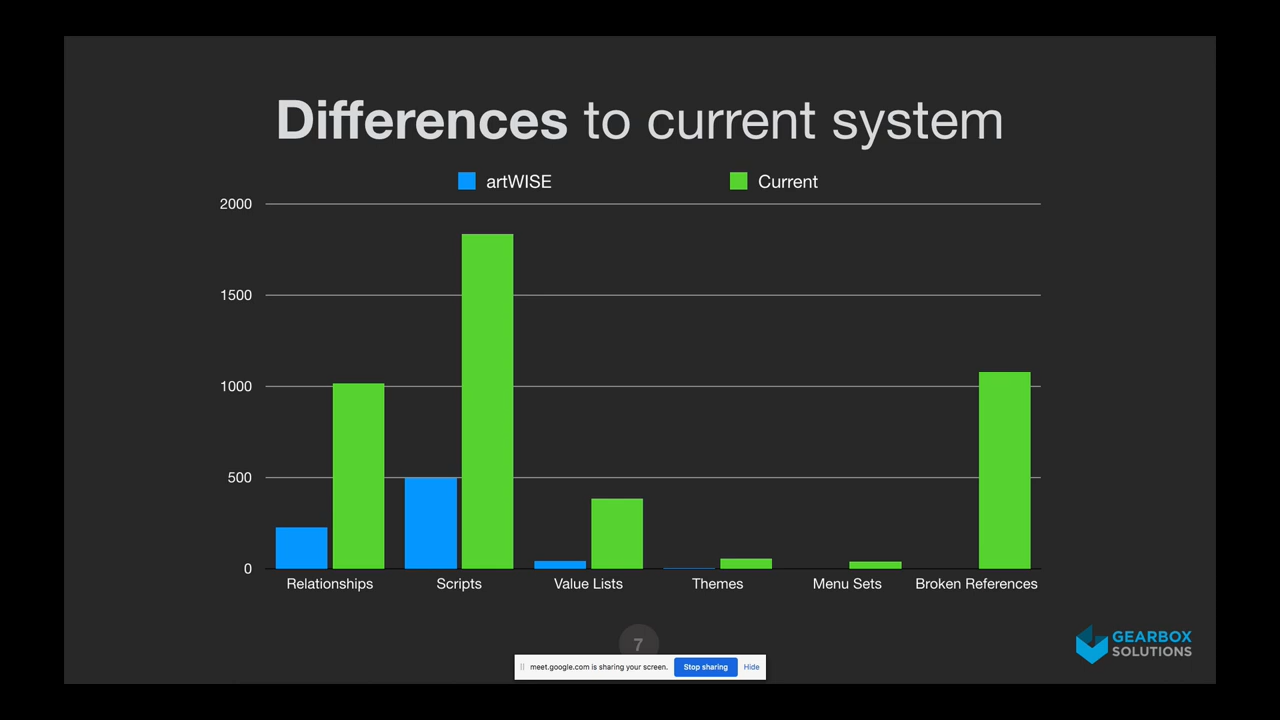 Differences to current system
artWISE Current
2000
1500
1000
500
0
Relationships Scripts Value Lists Themes Menu Sets Broken References
7
GEARBOX
SOLUTIONS
meet.google.com is sharing your screen. Stop sharing Hide